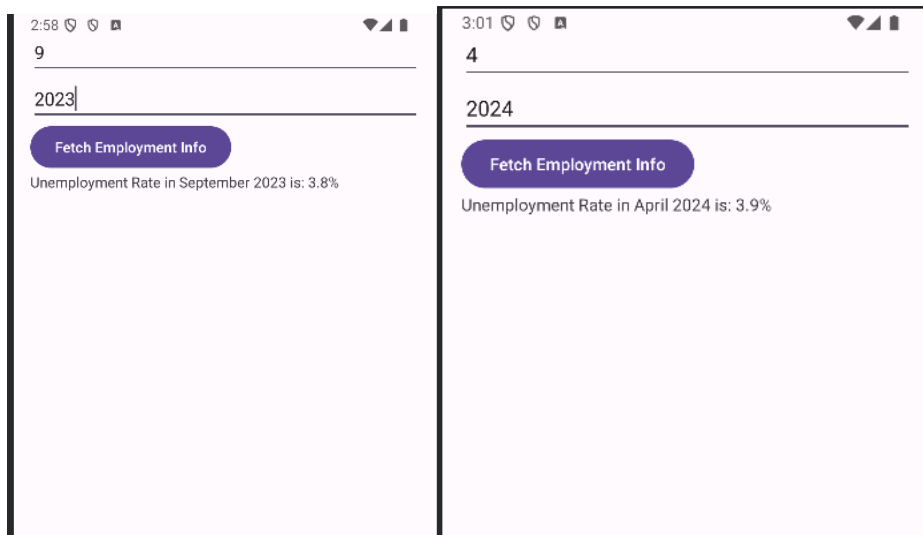 2:58
9
2023
Fetch Employment Info
Unemployment Rate in September 2023 is: 3.8%
3:01
4
2024
Fetch Employment Info
Unemployment Rate in April 2024 is: 3.9%